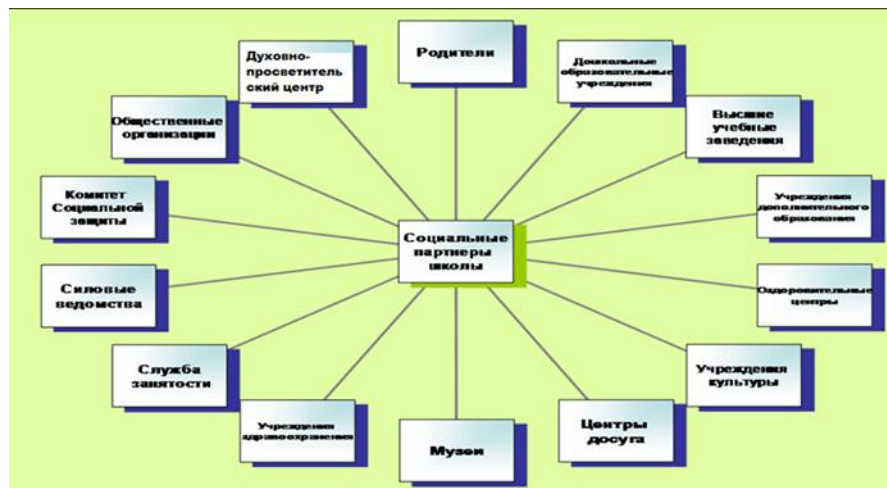 Родители
Духовно-
просветитель
ский центр
Дошкольные
образовательные
учреждения
Общественные
организации
Высшие
учебные
заведения
Комитет
Социальной
защиты
Учреждения
дополнительного
образования
Социальные
партнеры
школы
Силовые
ведомства
Оздоровительные
центры
Служба
занятости
Учреждения
культуры
Учреждения
здравоохранения
Музеи
Центры
досуга